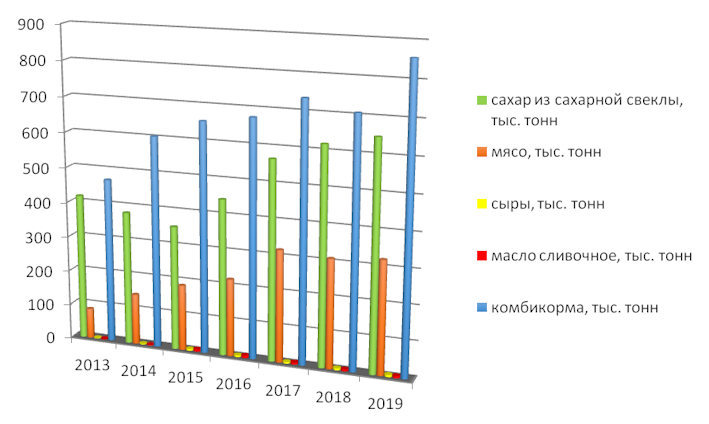 900
800
700
600
500
400
300
200
100
0
2013
2014
2015
2016
2017
2018
2019
сахар из сахарной свеклы,
тыс. тонн
мясо, тыс. тонн
сыры, тыс. тонн
масло сливочное, тыс. тонн
комбикорма, тыс. тонн